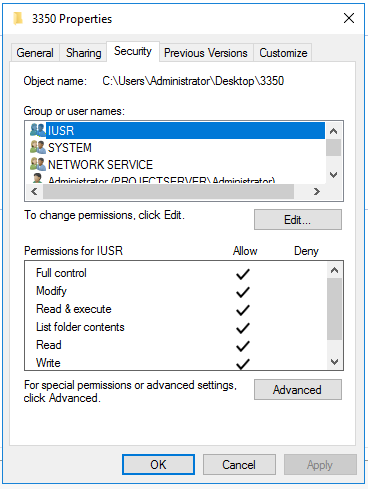 3350 Properties
General Sharing Security Previous Versions Customize
Object name: C:\Users\Administrator\Desktop\3350
Group or user names:
IUSR
SYSTEM
NETWORK SERVICE
Administrator (PROJECTSERVER\Administrator)
To change permissions, click Edit.
Edit...
Permissions for IUSR Allow Deny
Full control
Modify
Read & execute
List folder contents
Read
Write
For special permissions or advanced settings,
click Advanced.
Advanced
OK Cancel Apply